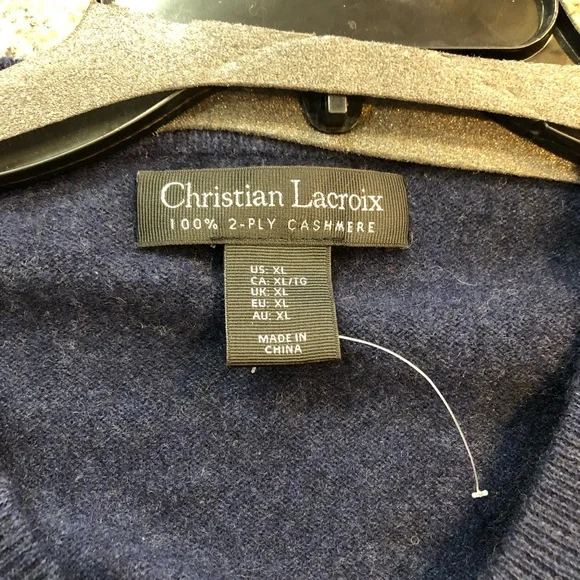 Christian Lacroix
100% 2-PLY CASHMERE
US: XL
CA: XL/TG
UK: XL
EU: XL
AU: XL
MADE IN
CHINA